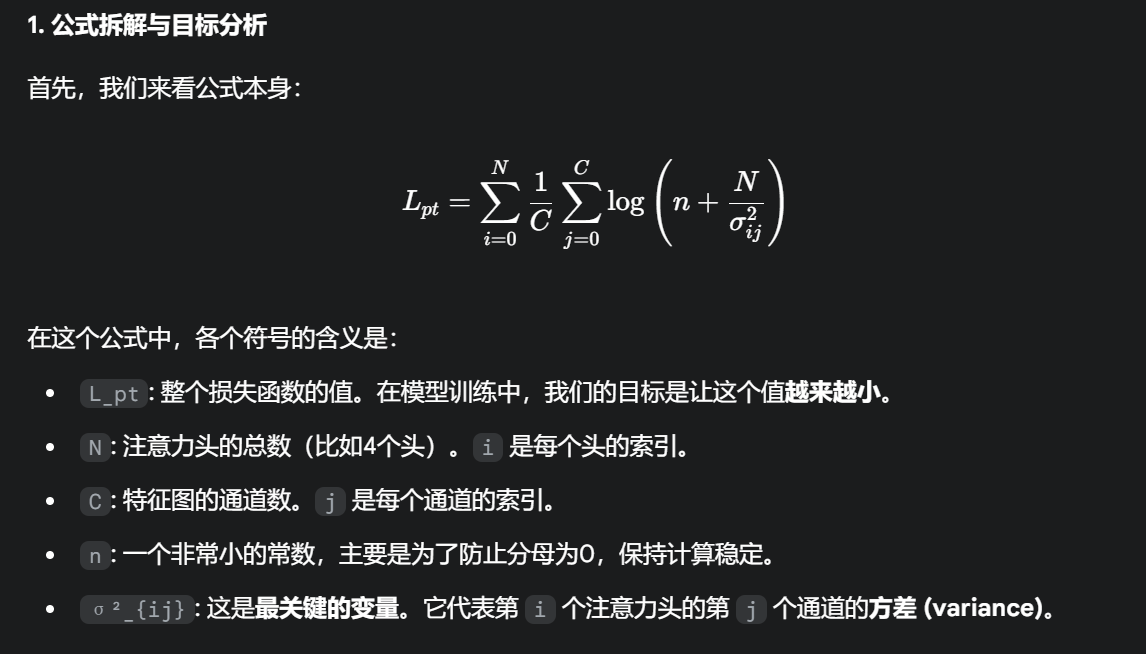 1. 公式拆解与目标分析
首先，我们来看公式本身：
L_{pt} = \sum_{i=0}^{N} \frac{1}{C} \sum_{j=0}^{C} \log \left( n + \frac{N}{\sigma_{ij}^{2}} \right)
在这个公式中，各个符号的含义是：
• L_pt: 整个损失函数的值。在模型训练中，我们的目标是让这个值越来越小。
• N: 注意力头的总数（比如4个头）。i 是每个头的索引。
• C: 特征图的通道数。j 是每个通道的索引。
• n: 一个非常小的常数，主要是为了防止分母为0，保持计算稳定。
• σ²_{ij}: 这是最关键的变量。它代表第 i 个注意力头的第 j 个通道的方差 (variance)。